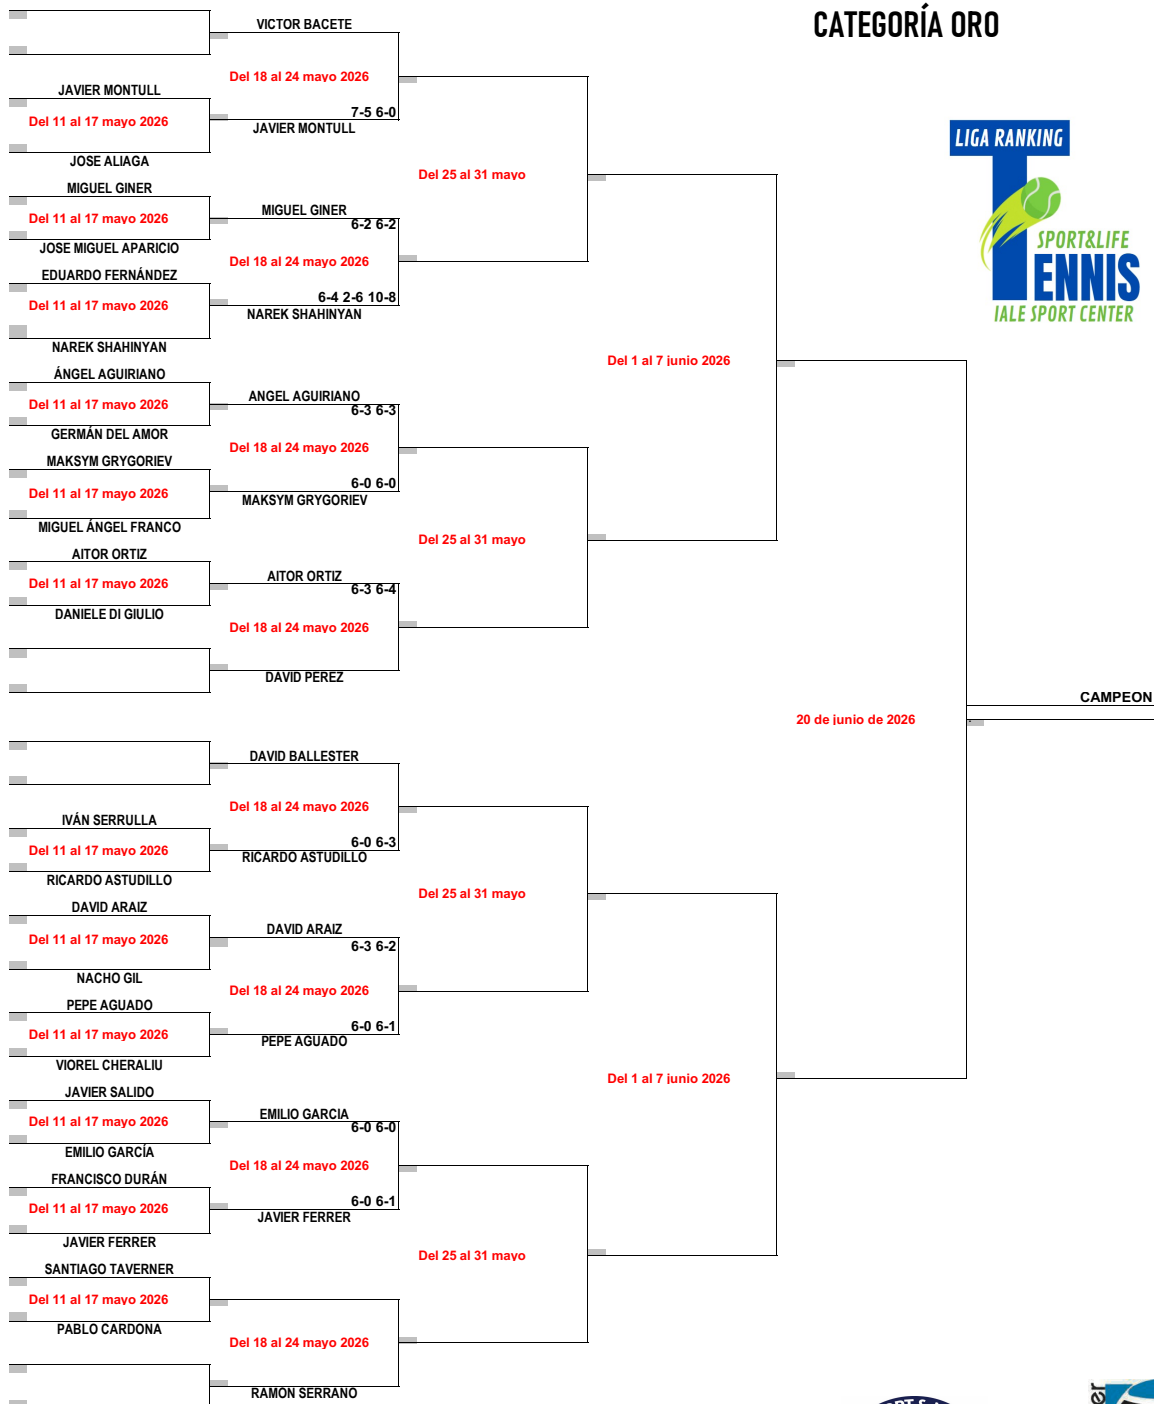 CATEGORÍA ORO
LIGA RANKING
SPORT&LIFE
TENNIS
IALE SPORT CENTER
VICTOR BACETE
Del 18 al 24 mayo 2026
JAVIER MONTULL
7-5 6-0
Del 11 al 17 mayo 2026
JAVIER MONTULL
JOSE ALIAGA
Del 25 al 31 mayo
MIGUEL GINER
MIGUEL GINER
Del 11 al 17 mayo 2026
6-2 6-2
JOSE MIGUEL APARICIO
Del 18 al 24 mayo 2026
EDUARDO FERNÁNDEZ
6-4 2-6 10-8
Del 11 al 17 mayo 2026
NAREK SHAHINYAN
NAREK SHAHINYAN
Del 1 al 7 junio 2026
ÁNGEL AGUIRIANO
ANGEL AGUIRIANO
Del 11 al 17 mayo 2026
6-3 6-3
GERMÁN DEL AMOR
Del 18 al 24 mayo 2026
MAKSYM GRYGORIEV
6-0 6-0
Del 11 al 17 mayo 2026
MAKSYM GRYGORIEV
MIGUEL ÁNGEL FRANCO
Del 25 al 31 mayo
AITOR ORTIZ
AITOR ORTIZ
Del 11 al 17 mayo 2026
6-3 6-4
DANIELE DI GIULIO
Del 18 al 24 mayo 2026
DAVID PEREZ
CAMPEON
20 de junio de 2026
DAVID BALLESTER
Del 18 al 24 mayo 2026
IVÁN SERRULLA
6-0 6-3
Del 11 al 17 mayo 2026
RICARDO ASTUDILLO
RICARDO ASTUDILLO
Del 25 al 31 mayo
DAVID ARAIZ
DAVID ARAIZ
Del 11 al 17 mayo 2026
6-3 6-2
NACHO GIL
Del 18 al 24 mayo 2026
PEPE AGUADO
6-0 6-1
Del 11 al 17 mayo 2026
PEPE AGUADO
VIOREL CHERALIU
Del 1 al 7 junio 2026
JAVIER SALIDO
EMILIO GARCIA
Del 11 al 17 mayo 2026
6-0 6-0
EMILIO GARCÍA
Del 18 al 24 mayo 2026
FRANCISCO DURÁN
6-0 6-1
Del 11 al 17 mayo 2026
JAVIER FERRER
JAVIER FERRER
Del 25 al 31 mayo
SANTIAGO TAVERNER
Del 11 al 17 mayo 2026
PABLO CARDONA
Del 18 al 24 mayo 2026
RAMÓN SERRANO